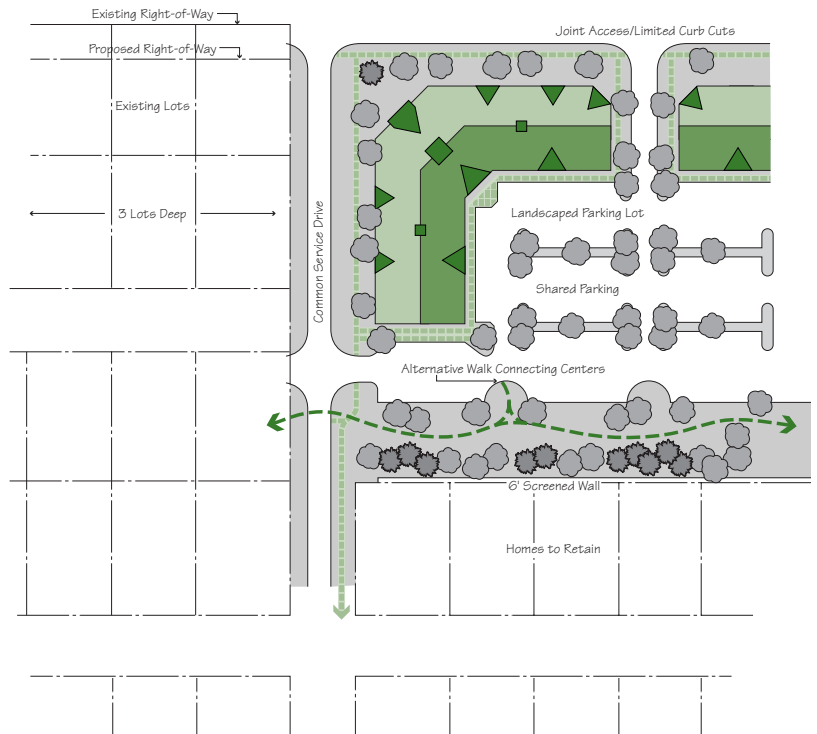 Existing Right-of-Way
Joint Access/Limited Curb Cuts
Proposed Right-of-Way
Existing Lots
3 Lots Deep
Common Service Drive
Landscaped Parking Lot
Shared Parking
Alternative Walk Connecting Centers
6' Screened Wall
Homes to Retain